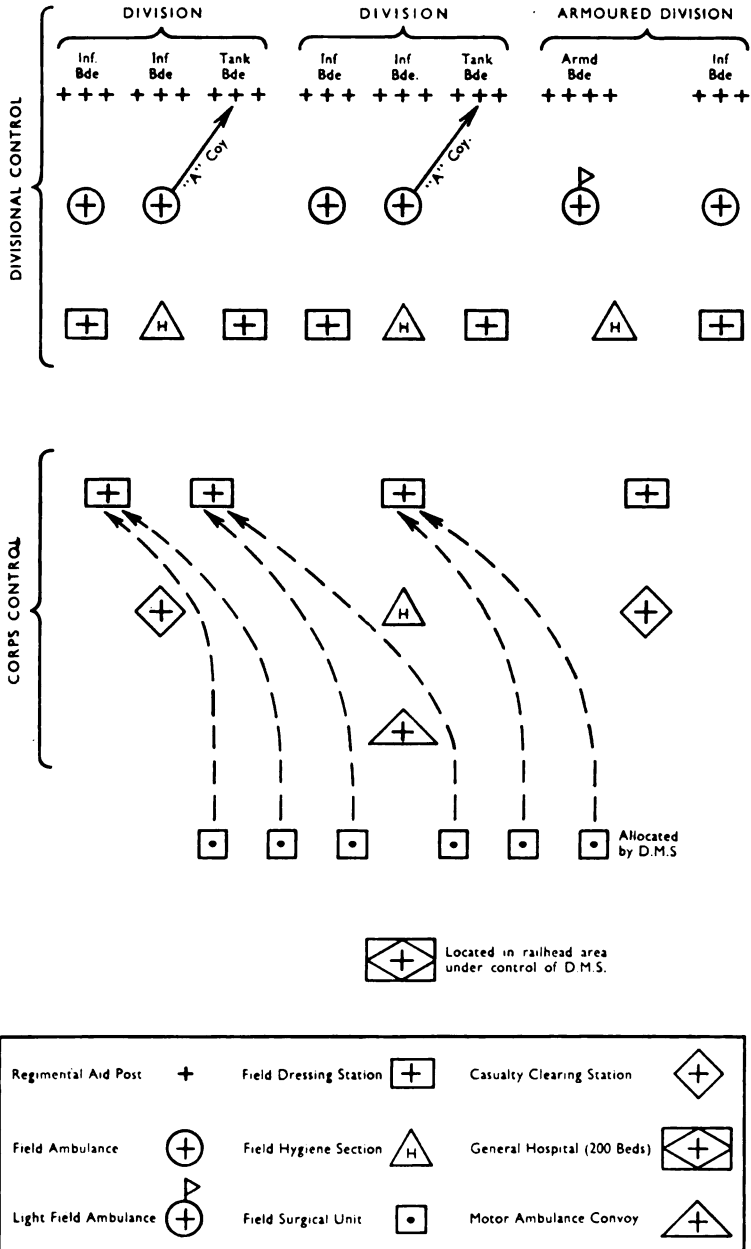 DIVISION
DIVISION
ARMOURED DIVISION
Inf. Bde
Inf Bde
Tank Bde
Inf Bde
Inf Bde.
Tank Bde
Armd Bde
Inf Bde
"A" Coy
"A" Coy.
DIVISIONAL CONTROL
H
H
H
CORPS CONTROL
H
Allocated
by D.M.S
Located in railhead area
under control of D.M.S.
Regimental Aid Post
Field Dressing Station
Casualty Clearing Station
Field Ambulance
Field Hygiene Section
H
General Hospital (200 Beds)
Light Field Ambulance
Field Surgical Unit
Motor Ambulance Convoy